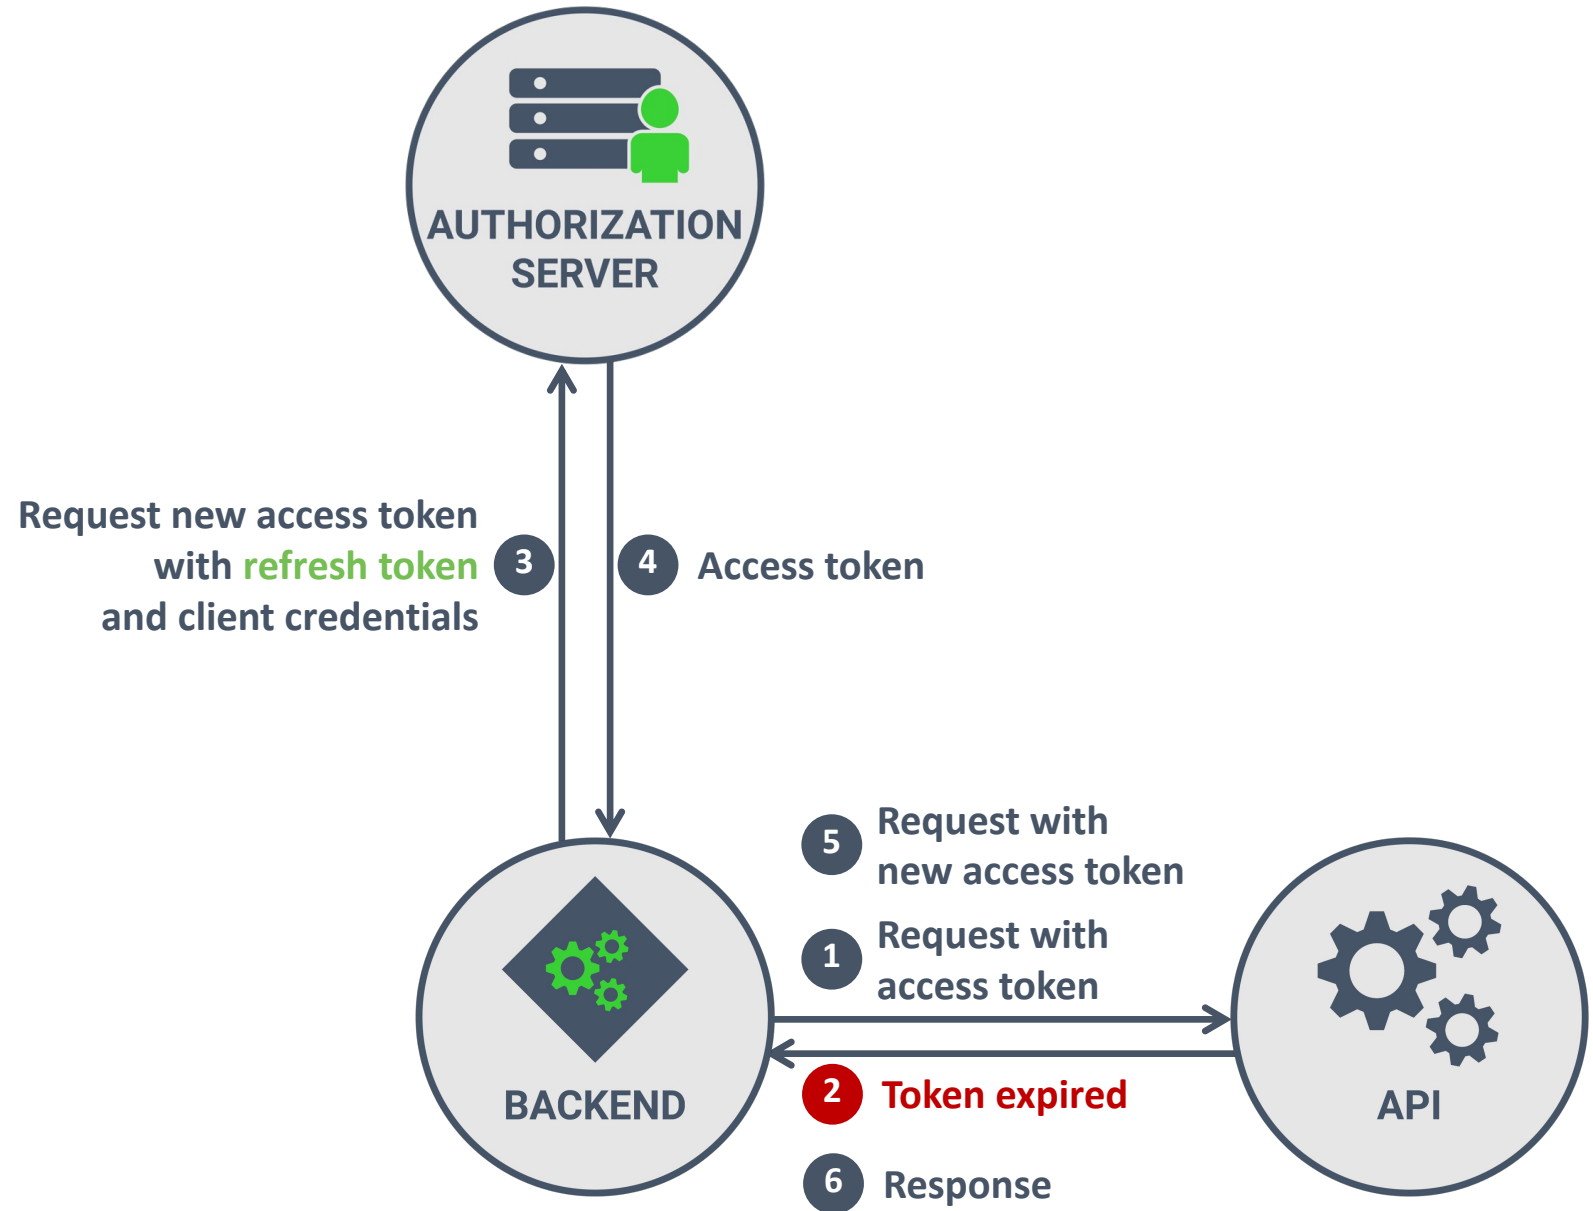 AUTHORIZATION
SERVER
Request new access token
with refresh token
and client credentials
3
4
Access token
5
Request with
new access token
1
Request with
access token
2
Token expired
6
Response
BACKEND
API